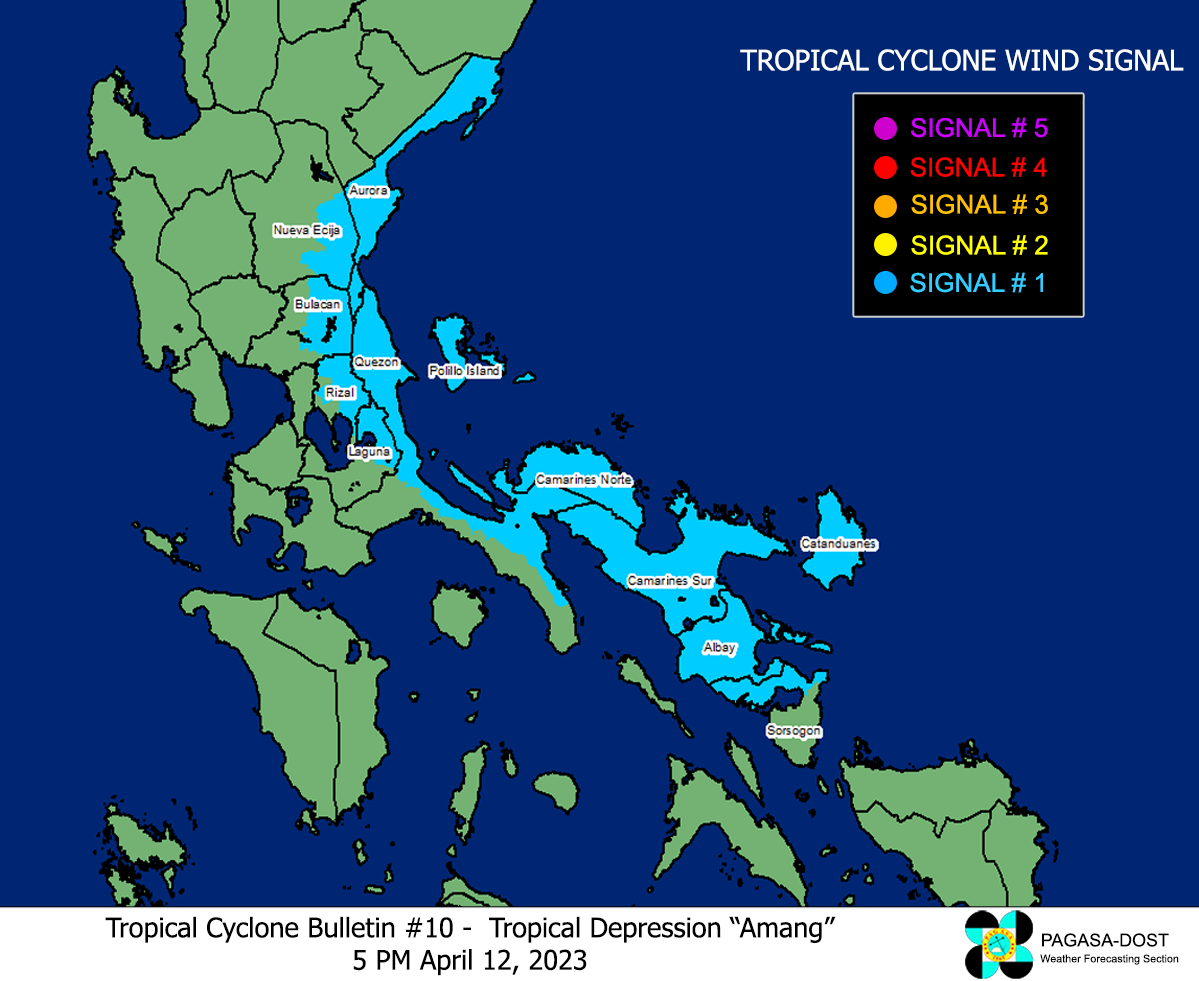 TROPICAL CYCLONE WIND SIGNAL
SIGNAL # 5
SIGNAL # 4
SIGNAL # 3
SIGNAL # 2
SIGNAL # 1
Aurora
Nueva Ecija
Bulacan
Quezon
Polillo Island
Rizal
Laguna
Camarines Norte
Catanduanes
Camarines Sur
Albay
Sorsogon
Tropical Cyclone Bulletin #10 - Tropical Depression “Amang”
5 PM April 12, 2023
PAGASA-DOST
Weather Forecasting Section